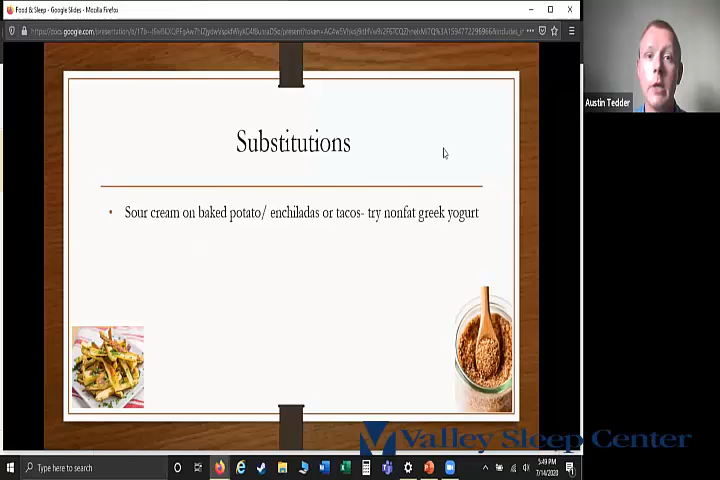 Food & Sleep - Google Slides - Mozilla Firefox
Austin Tedder
Substitutions
• Sour cream on baked potato/ enchiladas or tacos- try nonfat greek yogurt
Valley Sleep Center
Type here to search
5:49 PM
7/14/2020